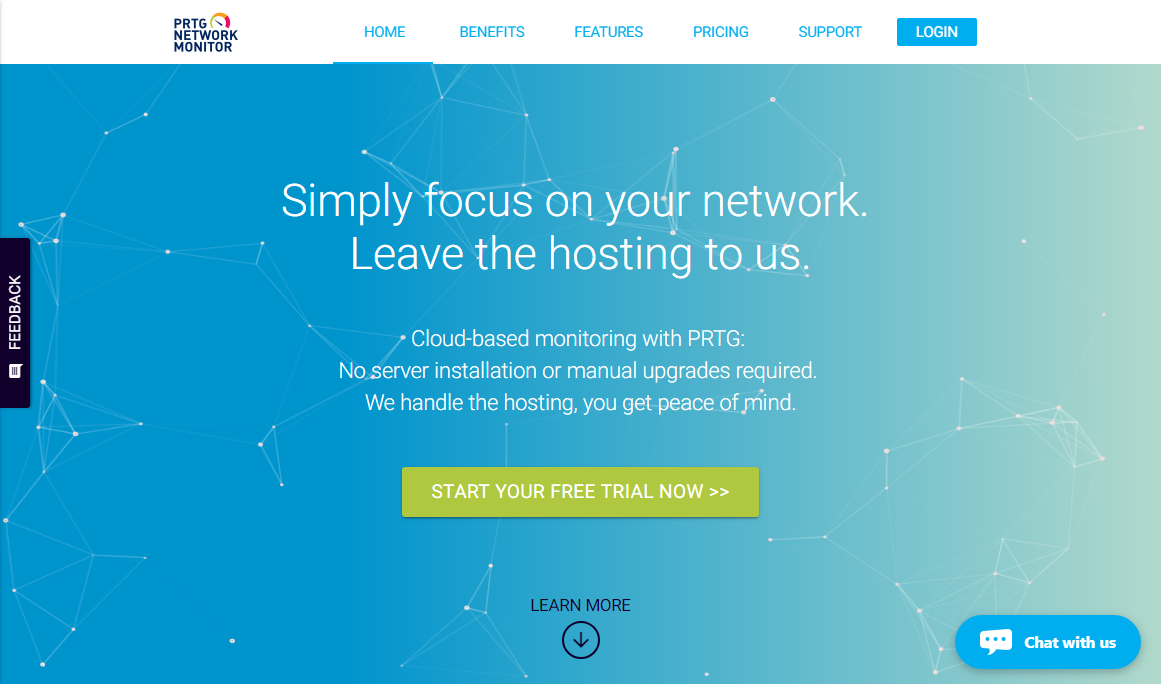 PRTG
NETWORK
MONITOR
HOME
BENEFITS
FEATURES
PRICING
SUPPORT
LOGIN
Simply focus on your network.
Leave the hosting to us.
FEEDBACK
Cloud-based monitoring with PRTG:
No server installation or manual upgrades required.
We handle the hosting, you get peace of mind.
START YOUR FREE TRIAL NOW >>
LEARN MORE
Chat with us